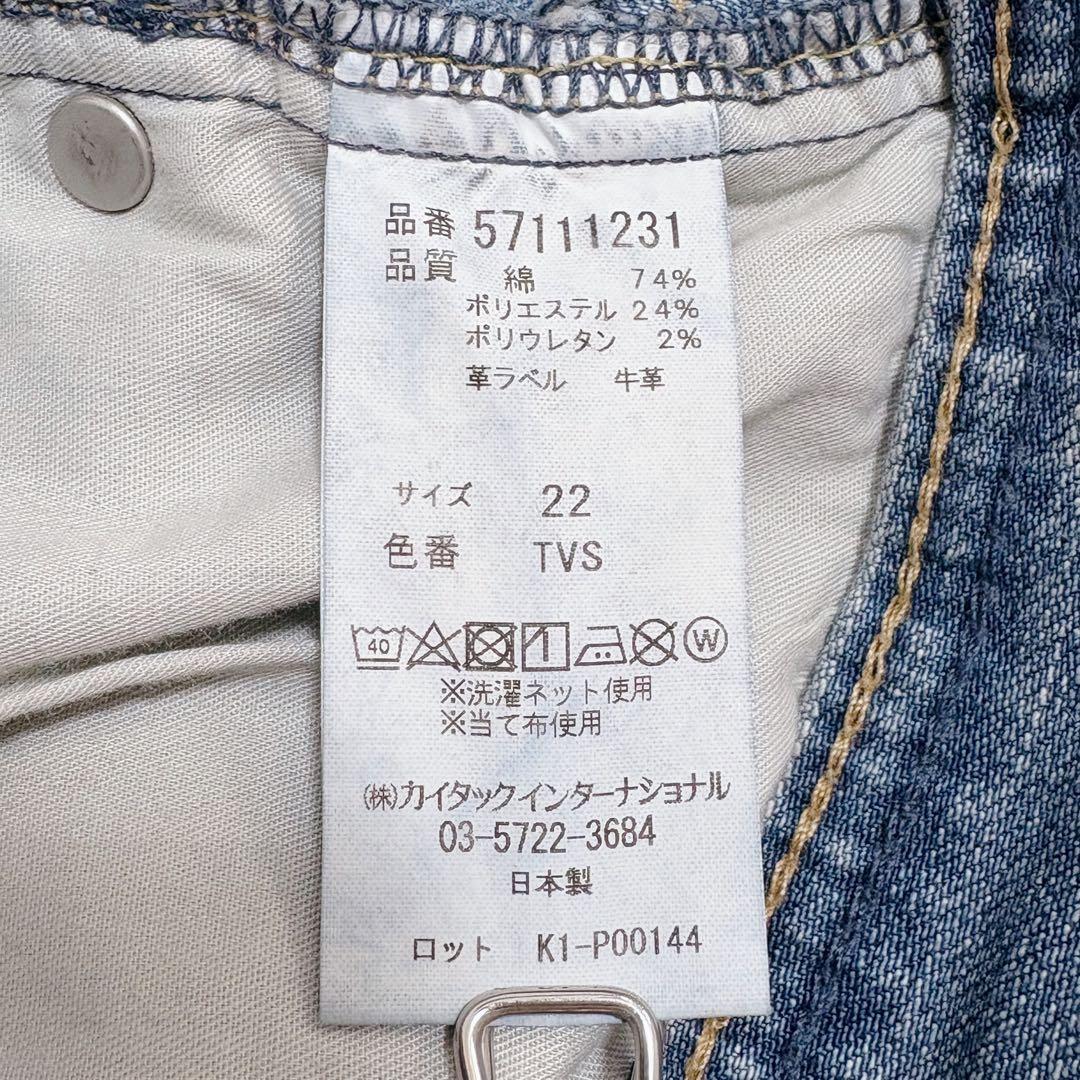 品番 57111231
品質 綿 74%
ポリエステル 24%
ポリウレタン 2%
革ラベル 牛革
サイズ 22
色番 TVS
40 W
※洗濯ネット使用
※当て布使用
㈱カイタックインターナショナル
03-5722-3684
日本製
ロット K1-P00144